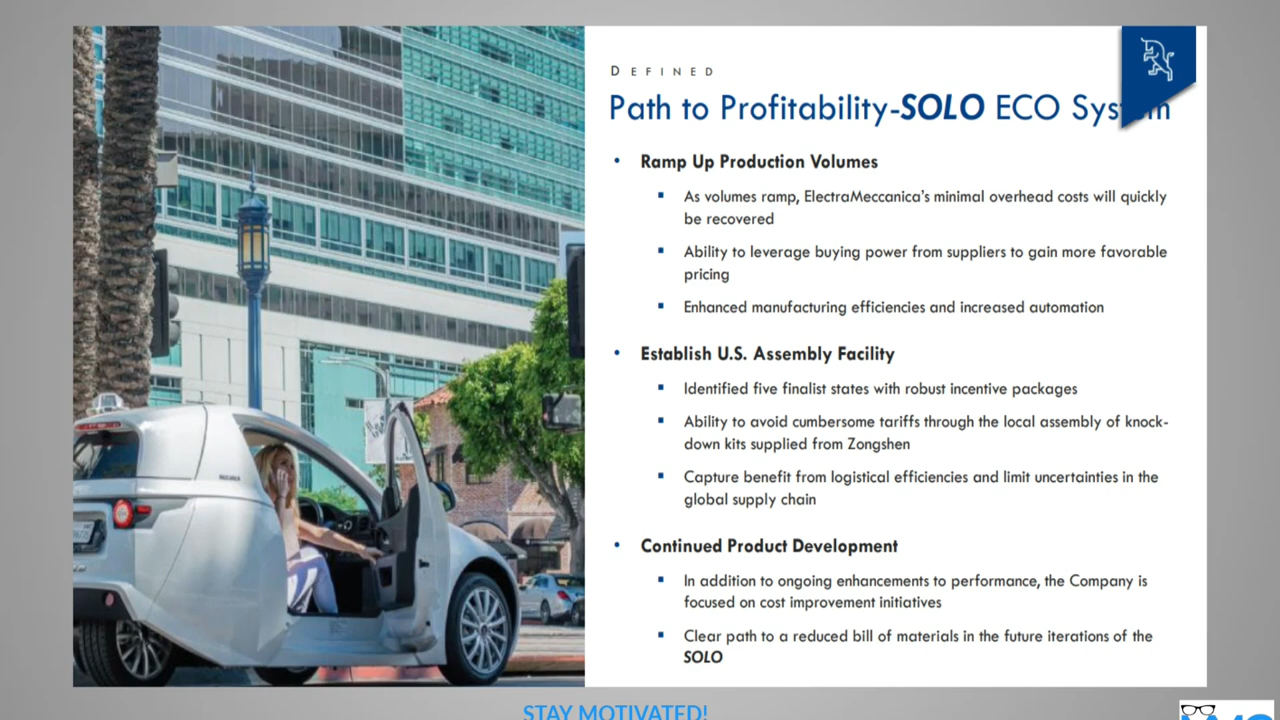 DEFINED
Path to Profitability-SOLO ECO System
• Ramp Up Production Volumes
▪ As volumes ramp, ElectraMeccanica's minimal overhead costs will quickly
be recovered
▪ Ability to leverage buying power from suppliers to gain more favorable
pricing
▪ Enhanced manufacturing efficiencies and increased automation
• Establish U.S. Assembly Facility
▪ Identified five finalist states with robust incentive packages
▪ Ability to avoid cumbersome tariffs through the local assembly of knock-
down kits supplied from Zongshen
▪ Capture benefit from logistical efficiencies and limit uncertainties in the
global supply chain
• Continued Product Development
▪ In addition to ongoing enhancements to performance, the Company is
focused on cost improvement initiatives
▪ Clear path to a reduced bill of materials in the future iterations of the
SOLO
STAY MOTIVATED!